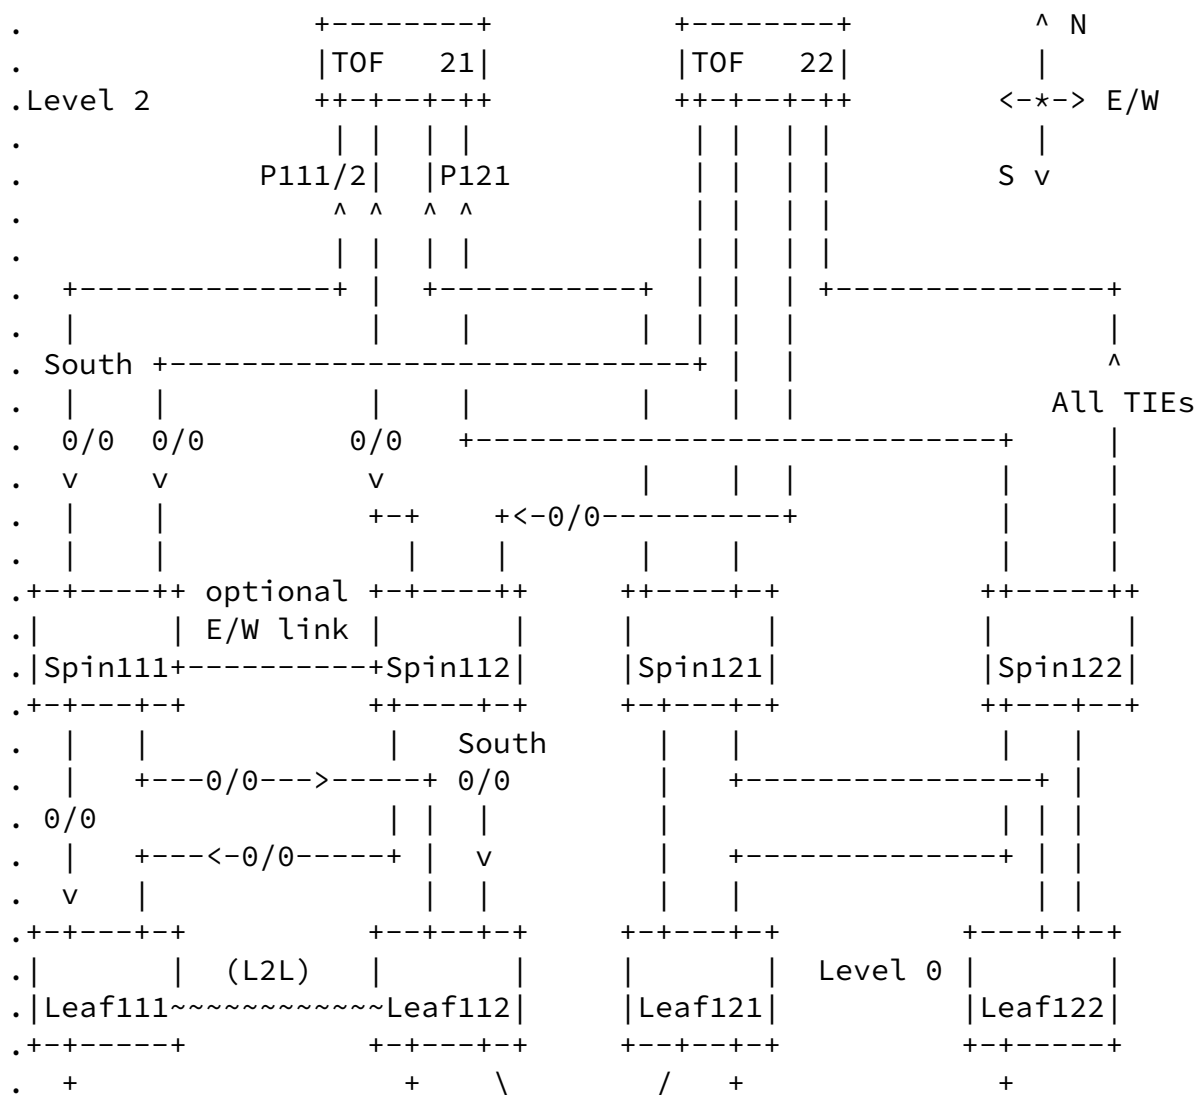 .                +--------+          +--------+          ^ N
.                |TOF   21|          |TOF   22|          |
.Level 2         ++-+--+-++          ++-+--+-++        <-*-> E/W
.                 | |  | |            | |  | |           |
.             P111/2|  |P121          | |  | |         S v
.                 ^ ^  ^ ^            | |  | |
.                 | |  | |            | |  | |
.  +--------------+ |  +-----------+  | |  | +---------------+
.  |                |    |         |  | |  |                 |
. South +-----------------------------+ |  |                 ^
.  |    |           |    |         |    |  |              All TIEs
.  0/0  0/0        0/0   +-----------------------------+     |
.  v    v           v              |    |  |           |     |
.  |    |           +-+    +<-0/0----------+           |     |
.  |    |             |    |       |    |              |     |
.+-+----++ optional +-+----++     ++----+-+           ++-----++
.|       | E/W link |       |     |       |           |       |
.|Spin111+----------+Spin112|     |Spin121|           |Spin122|
.+-+---+-+          ++----+-+     +-+---+-+           ++---+--+
.  |   |             |   South      |   |              |   |
.  |   +---0/0--->-----+ 0/0        |   +----------------+ |
. 0/0                | |  |         |                  | | |
.  |   +---<-0/0-----+ |  v         |   +--------------+ | |
.  v   |               |  |         |   |                | |
.+-+---+-+          +--+--+-+     +-+---+-+          +---+-+-+
.|       |  (L2L)   |       |     |       |  Level 0 |       |
.|Leaf111~~~~~~~~~~~~Leaf112|     |Leaf121|          |Leaf122|
.+-+-----+          +-+---+-+     +--+--+-+          +-+-----+
.  +                  +    \        /   +              +